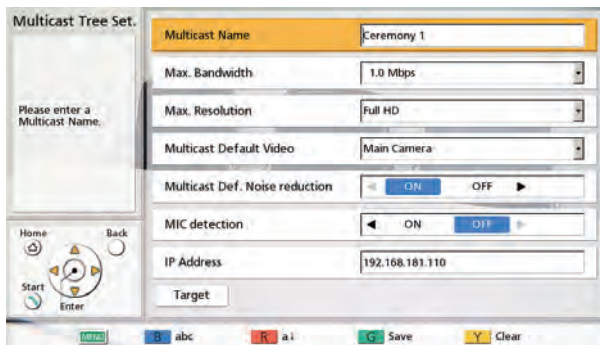 Multicast Tree Set.
Please enter a
Multicast Name.
Multicast Name
Ceremony 1
Max. Bandwidth
1.0 Mbps
Max. Resolution
Full HD
Multicast Default Video
Main Camera
Multicast Def. Noise reduction
ON OFF
MIC detection
ON OFF
IP Address
192.168.181.110
Target
Home
Back
Start
Enter
MENU
B abc
R a↓
G Save
Y Clear